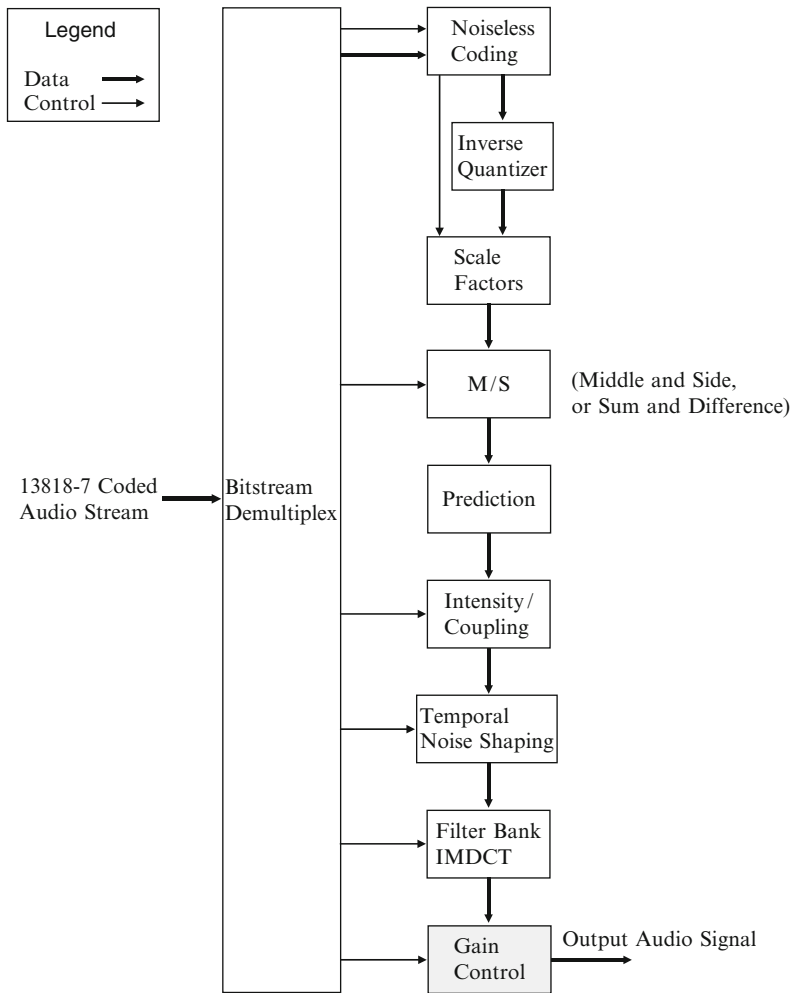 Legend
Data
Control
Noiseless
Coding
Inverse
Quantizer
Scale
Factors
M/S
(Middle and Side,
or Sum and Difference)
13818-7 Coded
Audio Stream
Bitstream
Demultiplex
Prediction
Intensity/
Coupling
Temporal
Noise Shaping
Filter Bank
IMDCT
Gain
Control
Output Audio Signal